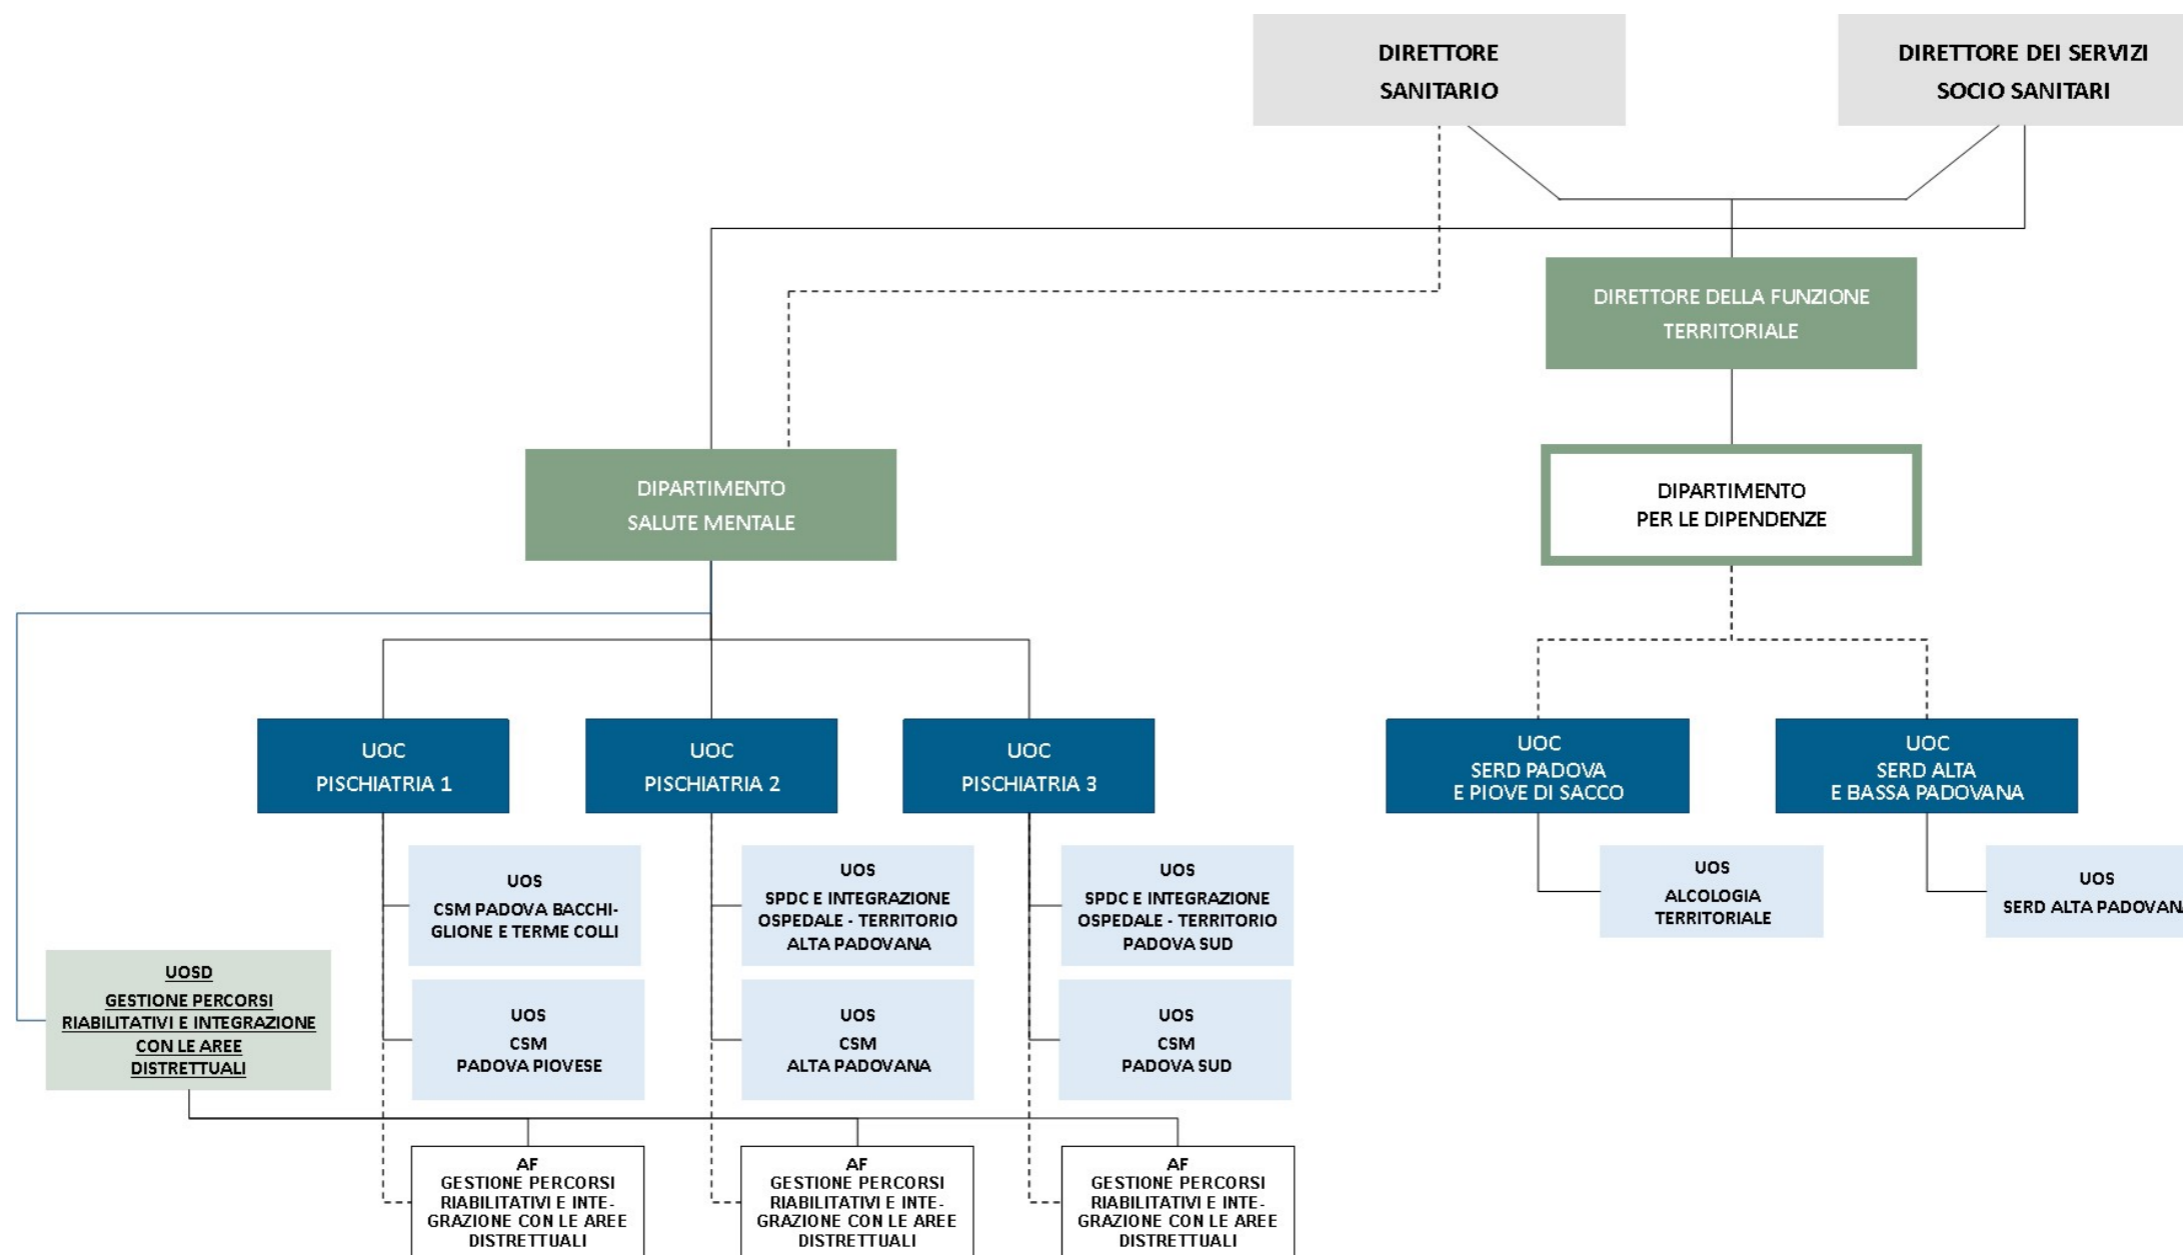 DIRETTORE
SANITARIO
DIRETTORE DEI SERVIZI
SOCIO SANITARI
DIRETTORE DELLA FUNZIONE
TERRITORIALE
DIPARTIMENTO
SALUTE MENTALE
DIPARTIMENTO
PER LE DIPENDENZE
UOC
PISCHIATRIA 1
UOC
PISCHIATRIA 2
UOC
PISCHIATRIA 3
UOC
SERD PADOVA
E PIOVE DI SACCO
UOC
SERD ALTA
E BASSA PADOVANA
UOS
CSM PADOVA BACCHI-
GLIONE E TERME COLLI
UOS
SPDC E INTEGRAZIONE
OSPEDALE - TERRITORIO
ALTA PADOVANA
UOS
SPDC E INTEGRAZIONE
OSPEDALE - TERRITORIO
PADOVA SUD
UOS
ALCOLOGIA
TERRITORIALE
UOS
SERD ALTA PADOVANA
UOSD
GESTIONE PERCORSI
RIABILITATIVI E INTEGRAZIONE
CON LE AREE
DISTRETTUALI
UOS
CSM
PADOVA PIOVESE
UOS
CSM
ALTA PADOVANA
UOS
CSM
PADOVA SUD
AF
GESTIONE PERCORSI
RIABILITATIVI E INTE-
GRAZIONE CON LE AREE
DISTRETTUALI
AF
GESTIONE PERCORSI
RIABILITATIVI E INTE-
GRAZIONE CON LE AREE
DISTRETTUALI
AF
GESTIONE PERCORSI
RIABILITATIVI E INTE-
GRAZIONE CON LE AREE
DISTRETTUALI